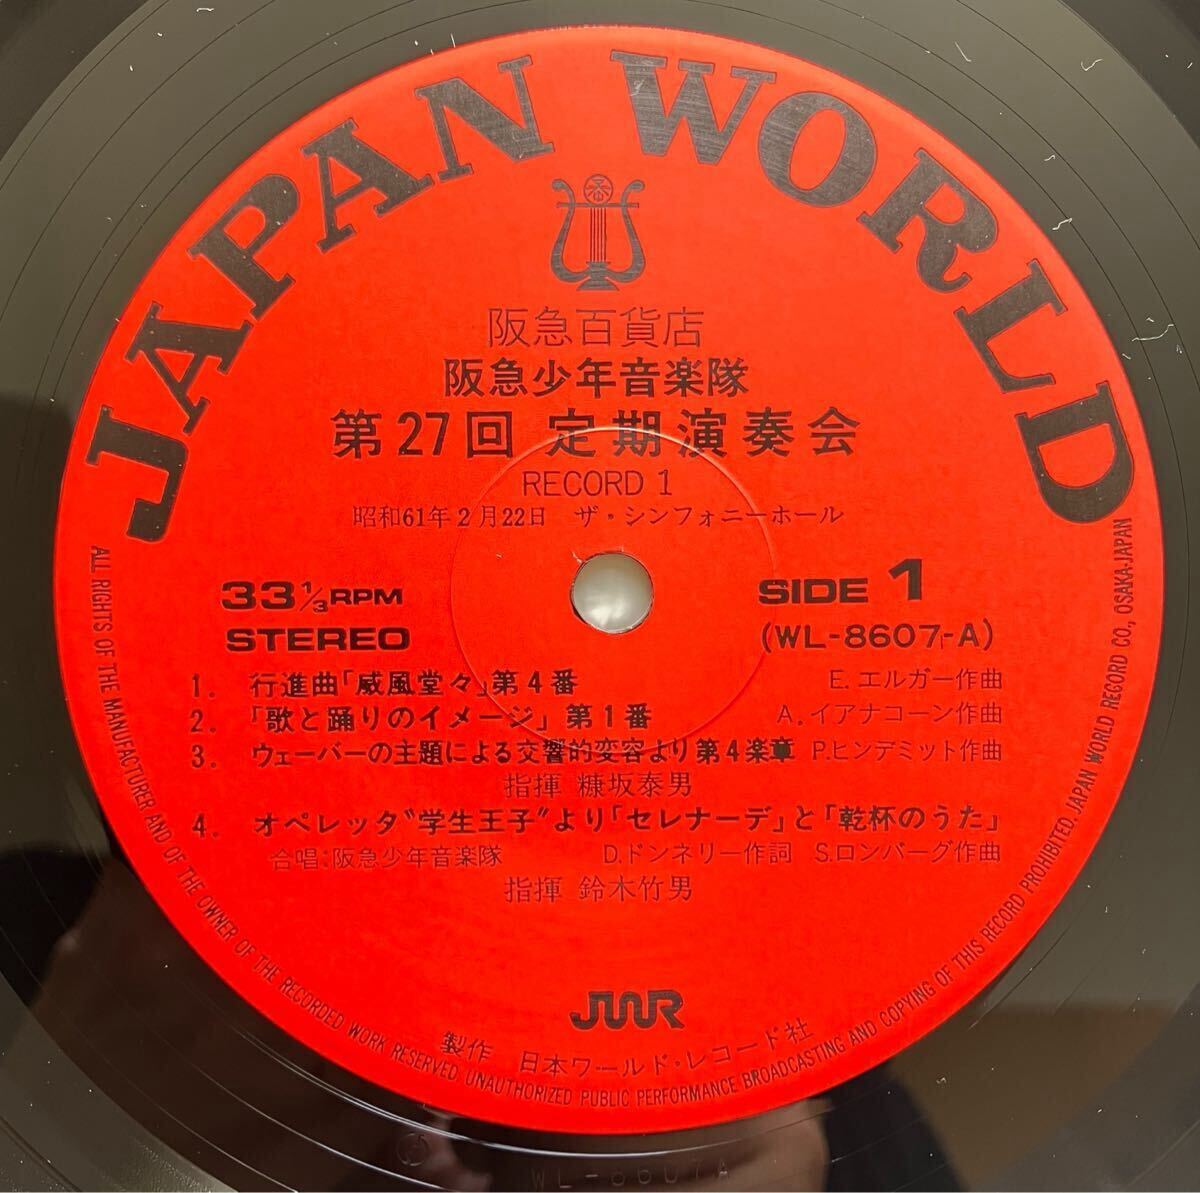 JAPAN WORLD
阪急百貨店
阪急少年音楽隊
第27回 定期演奏会
RECORD 1
昭和61年2月22日 ザ・シンフォニーホール
33 1/3 RPM
STEREO
SIDE 1
(WL-8607-A)
1. 行進曲「威風堂々」第4番 E.エルガー作曲
2. 「歌と踊りのイメージ」第1番 A.イアナコーン作曲
3. ウェーバーの主題による交響的変容より第4楽章 P.ヒンデミット作曲
指揮 糠坂泰男
4. オペレッタ“学生王子”より「セレナーデ」と「乾杯のうた」
合唱:阪急少年音楽隊 D.ドンネリー作詞 S.ロンバーグ作曲
指揮 鈴木竹男
JWR
製作 日本ワールド・レコード社
ALL RIGHTS OF THE MANUFACTURER AND OF THE OWNER OF THE RECORDED WORK RESERVED. UNAUTHORIZED PUBLIC PERFORMANCE BROADCASTING AND COPYING OF THIS RECORD PROHIBITED. JAPAN WORLD RECORD CO., OSAKA-JAPAN
WL-8607A